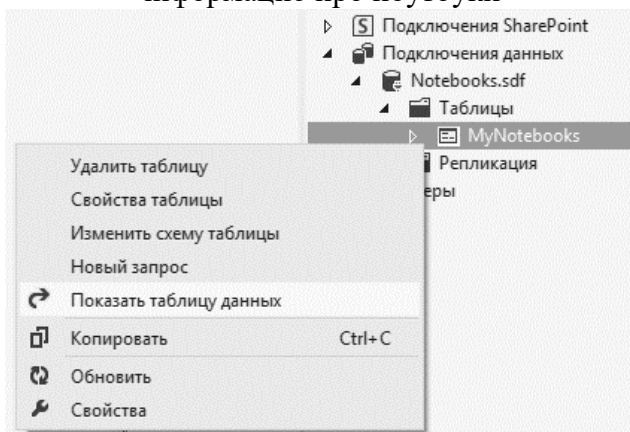 Подключения SharePoint
Подключения данных
Notebooks.sdf
Таблицы
MyNotebooks
Репликация
еры
Удалить таблицу
Свойства таблицы
Изменить схему таблицы
Новый запрос
Показать таблицу данных
Копировать Ctrl+C
Обновить
Свойства